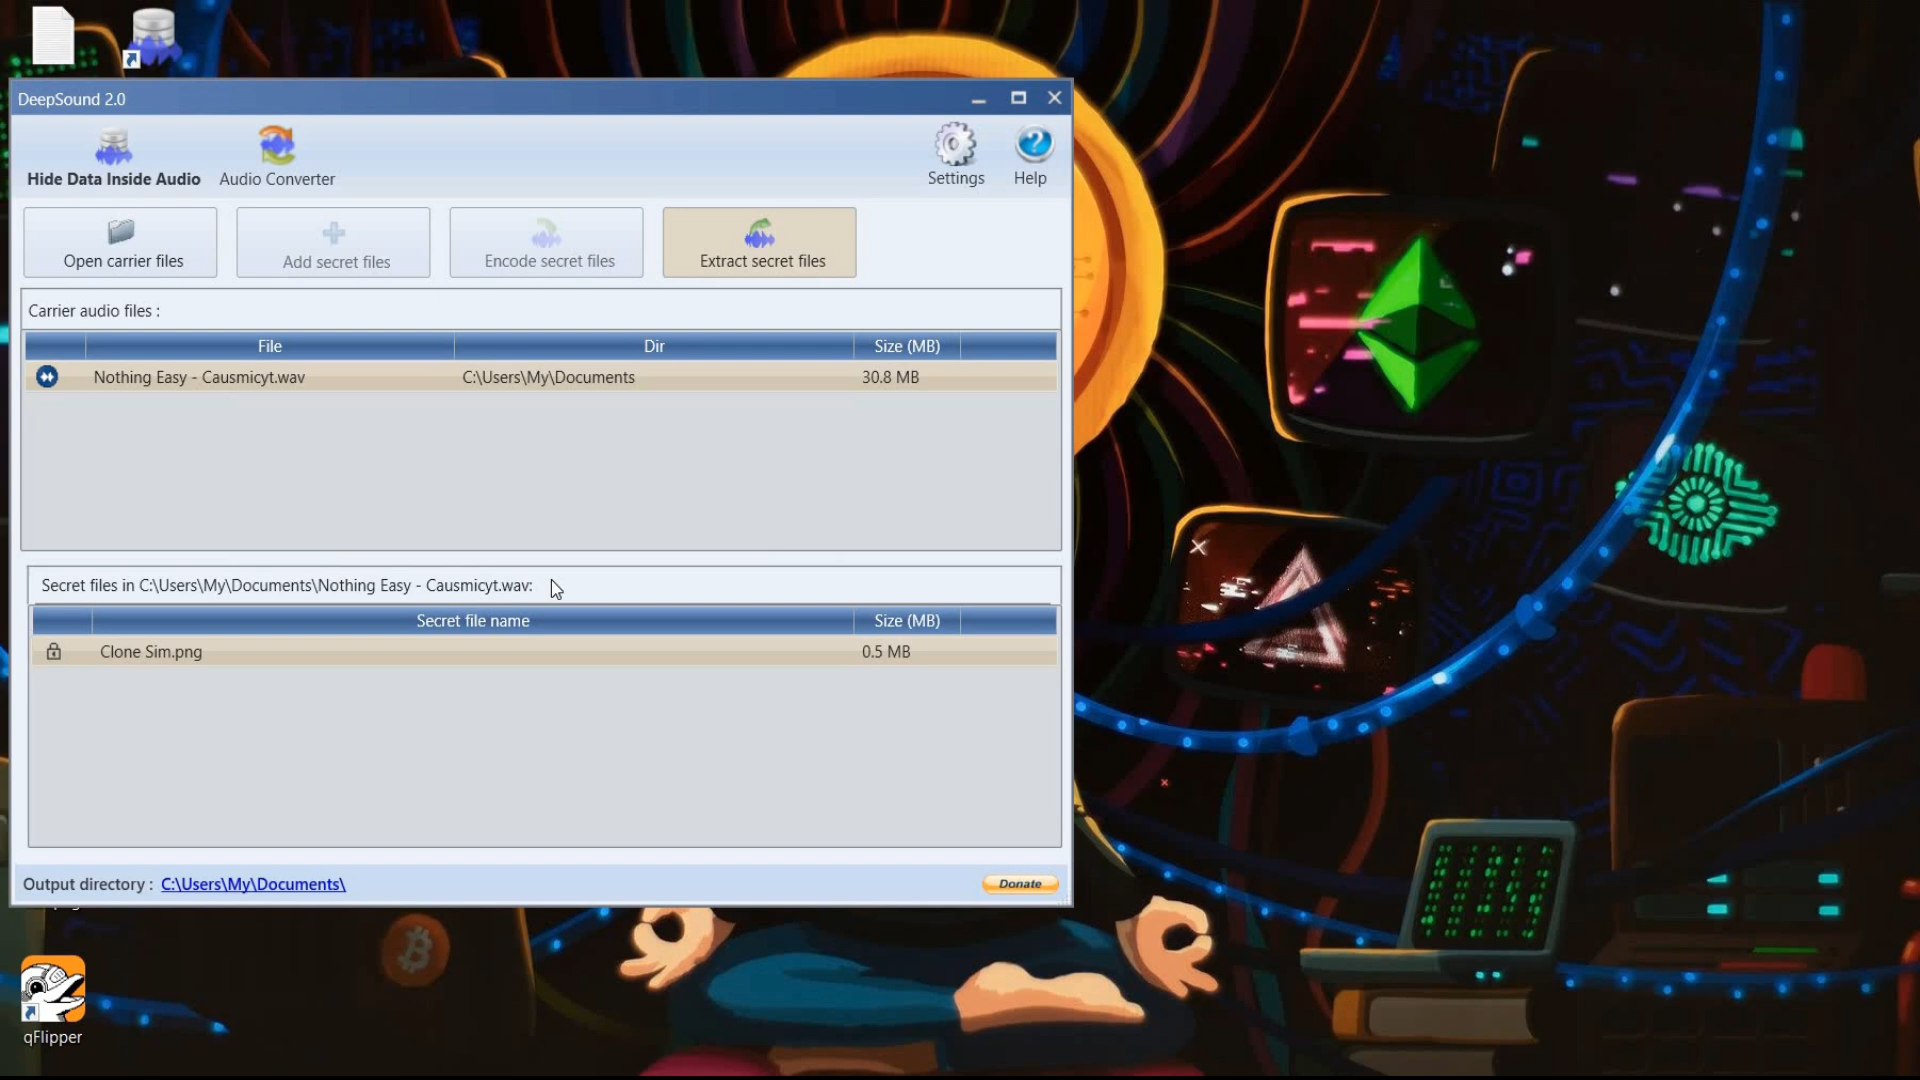 DeepSound 2.0
Hide Data Inside Audio
Audio Converter
Settings
Help
Open carrier files
Add secret files
Encode secret files
Extract secret files
Carrier audio files :
File Dir Size (MB)
Nothing Easy - Causmicyt.wav C:\Users\My\Documents 30.8 MB
Secret files in C:\Users\My\Documents\Nothing Easy - Causmicyt.wav:
Secret file name Size (MB)
Clone Sim.png 0.5 MB
Output directory : C:\Users\My\Documents\
Donate
qFlipper